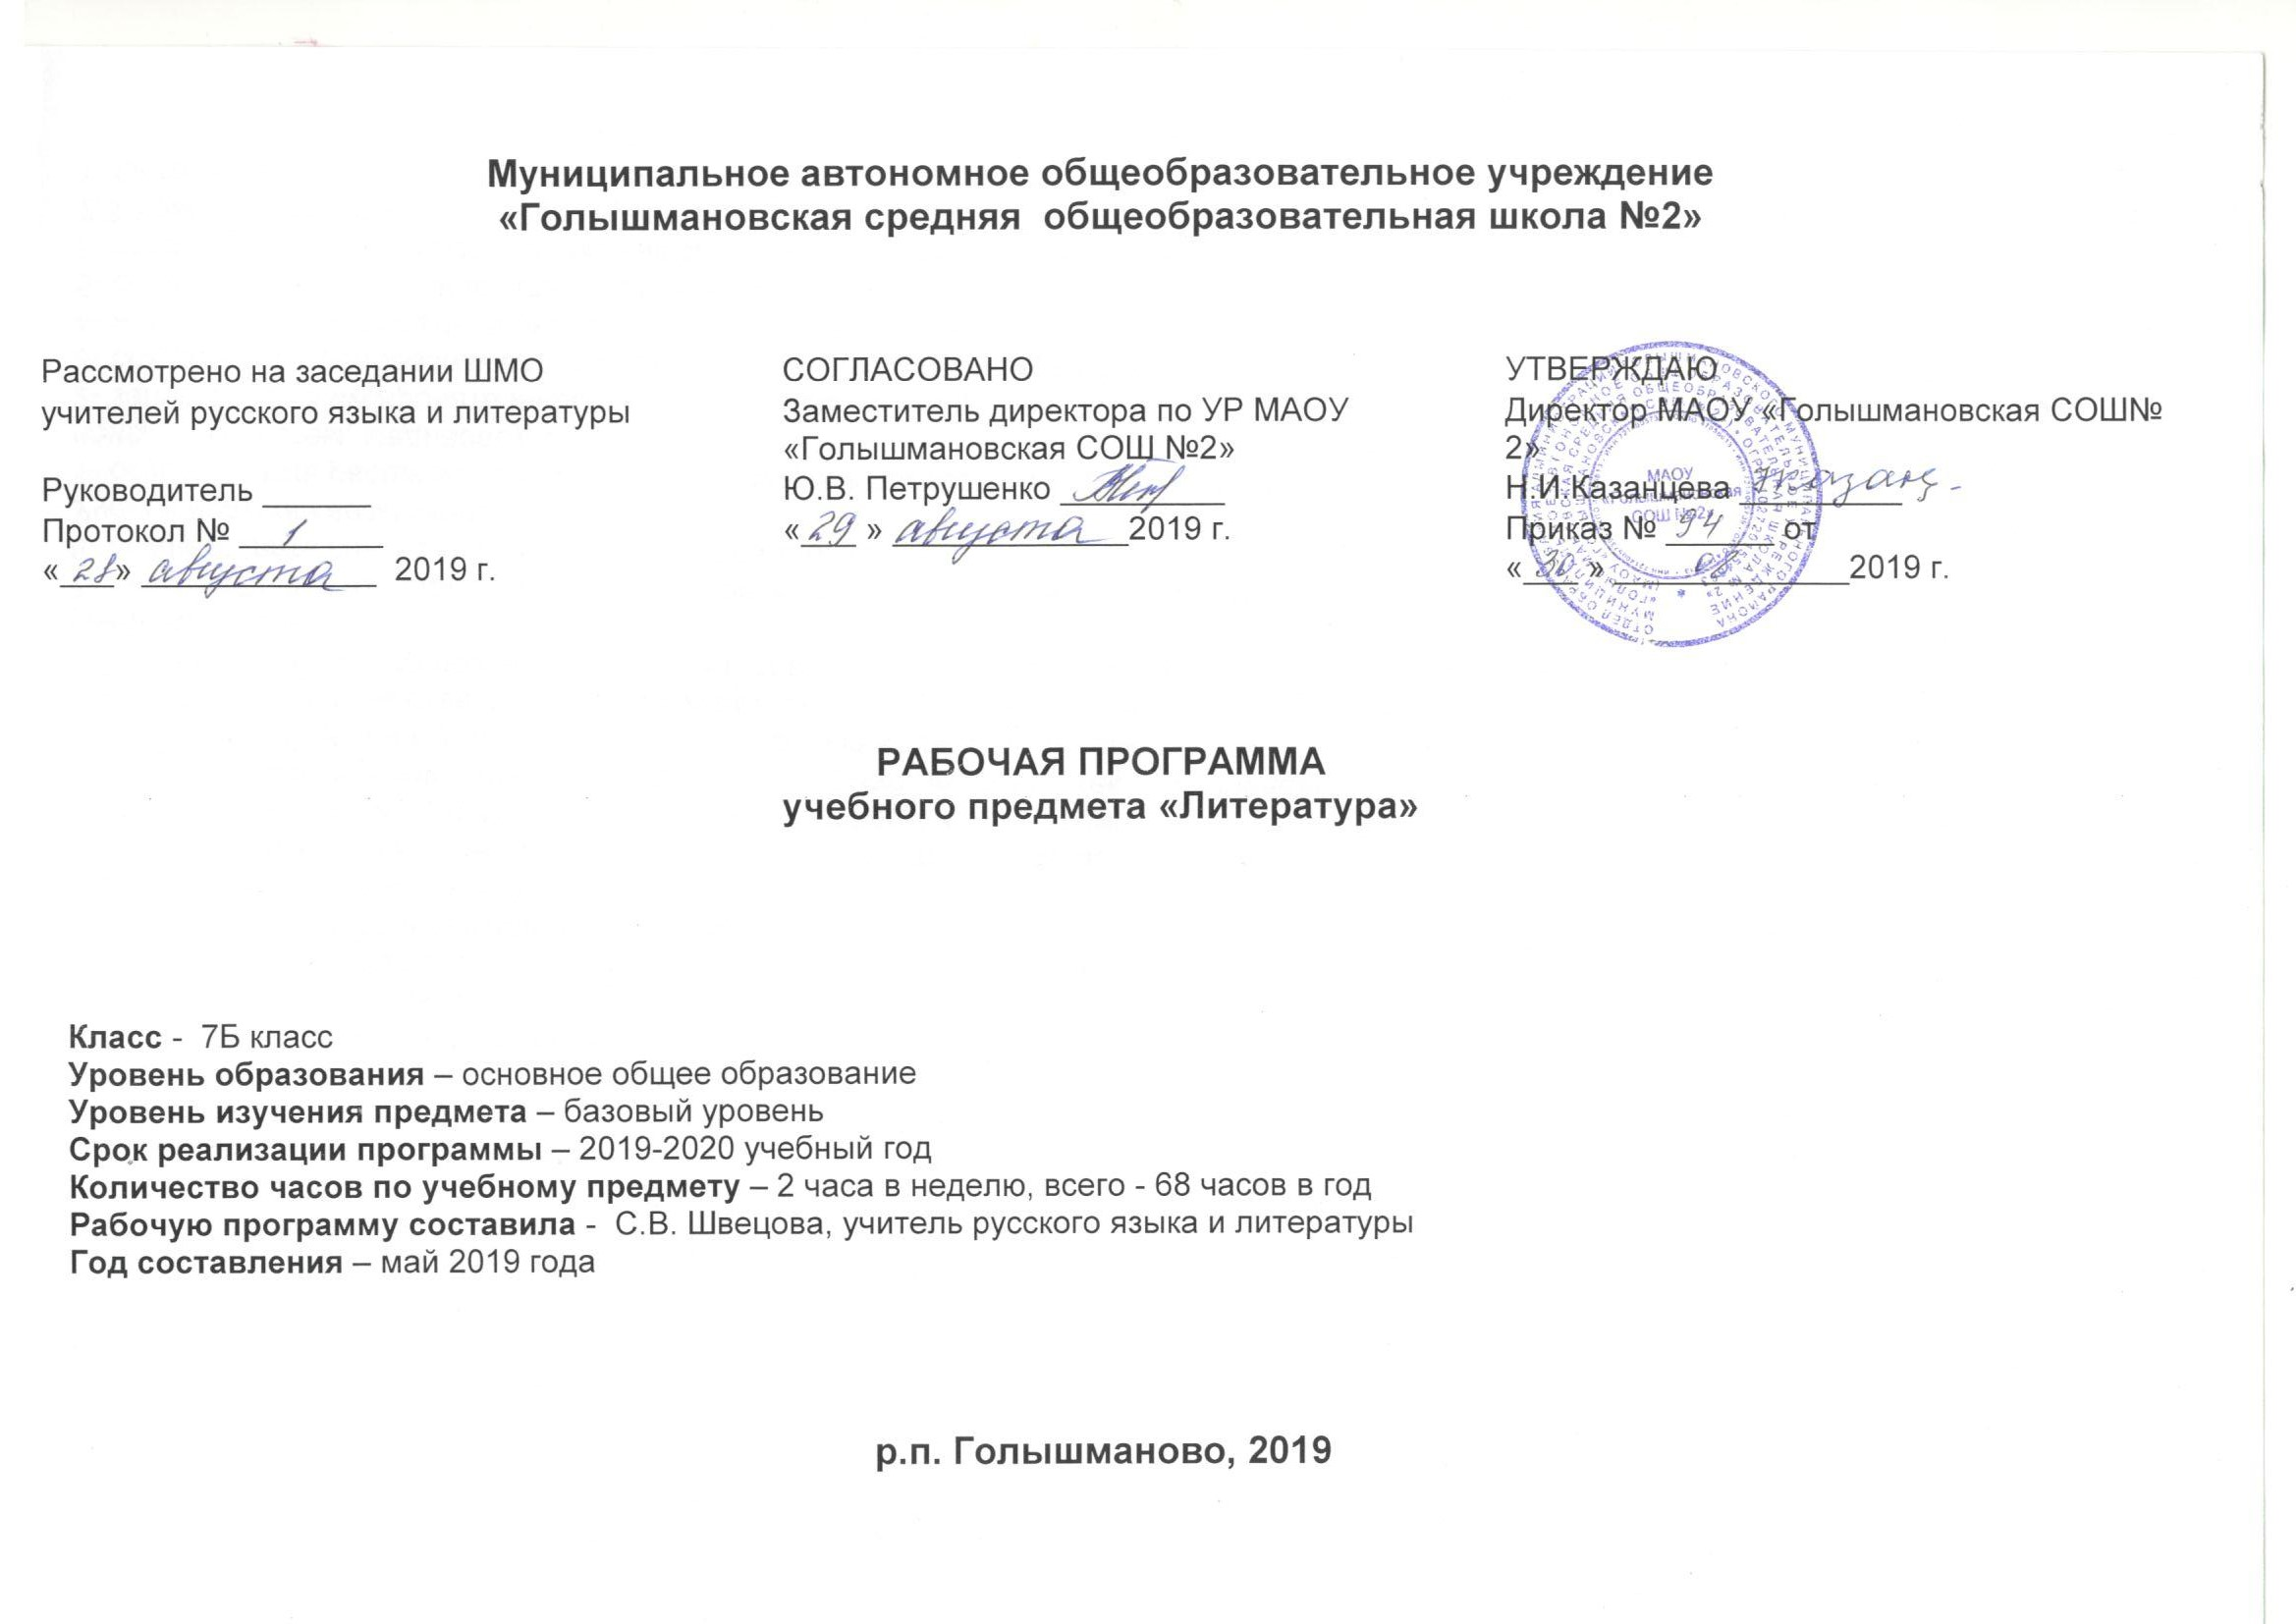 Муниципальное автономное общеобразовательное учреждение
«Голышмановская средняя общеобразовательная школа №2»
Рассмотрено на заседании ШМО
учителей русского языка и литературы
Руководитель ______
Протокол № 1
«28» августа 2019 г.
СОГЛАСОВАНО
Заместитель директора по УР МАОУ
«Голышмановская СОШ №2»
Ю.В. Петрушенко
«29» августа 2019 г.
УТВЕРЖДАЮ
Директор МАОУ «Голышмановская СОШ№
2»
Н.И.Казанцева
Приказ № 94 от
«30» 08 2019 г.
МАОУ
«Голышмановская
СОШ №2»
РАБОЧАЯ ПРОГРАММА
учебного предмета «Литература»
Класс - 7Б класс
Уровень образования – основное общее образование
Уровень изучения предмета – базовый уровень
Срок реализации программы – 2019-2020 учебный год
Количество часов по учебному предмету – 2 часа в неделю, всего - 68 часов в год
Рабочую программу составила - С.В. Швецова, учитель русского языка и литературы
Год составления – май 2019 года
р.п. Голышманово, 2019